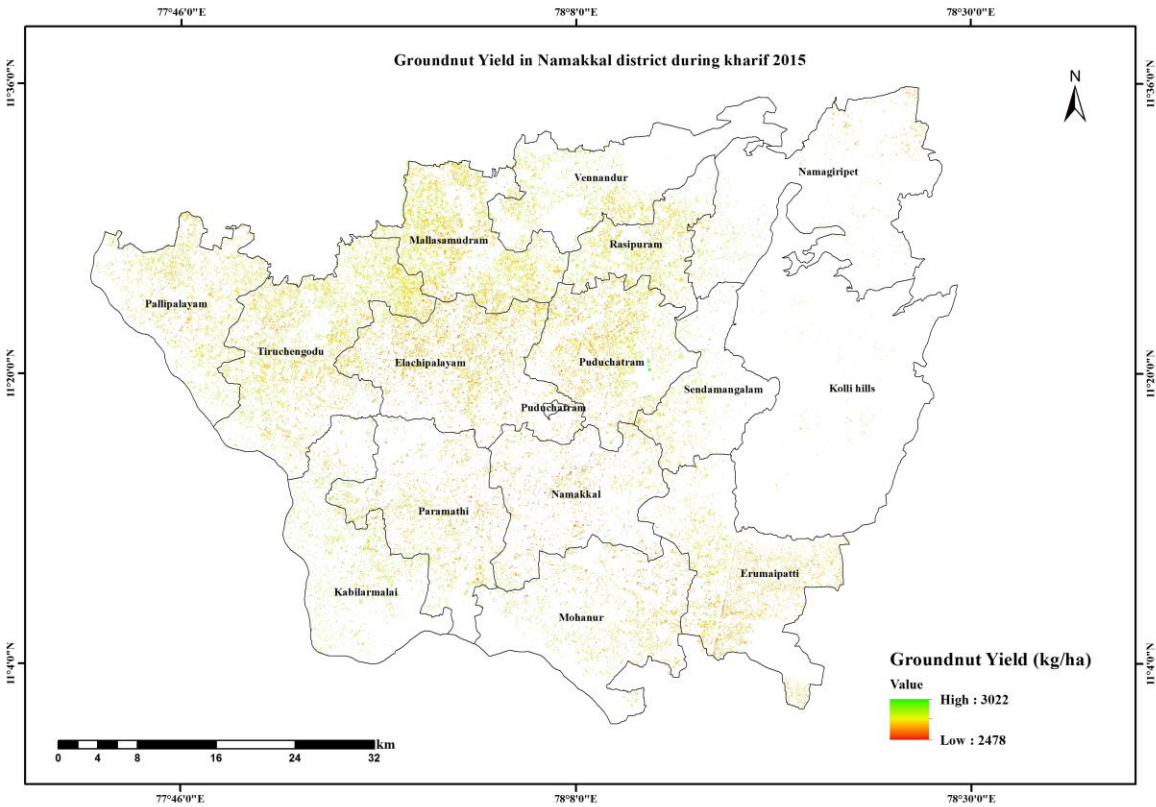 77°46'0"E 78°8'0"E 78°30'0"E
Groundnut Yield in Namakkal district during kharif 2015
N
11°36'0"N 11°36'0"N
Namagiripet
Vennandur
Mallasamudram
Rasipuram
Pallipalayam
Tiruchengodu
Elachipalayam
Puduchatram
11°20'0"N 11°20'0"N
Sendamangalam
Kolli hills
Puduchatram
Namakkal
Paramathi
Erumaipatti
Kabilarmalai
Mohanur
11°4'0"N 11°4'0"N
Groundnut Yield (kg/ha)
Value
High : 3022
Low : 2478
km
0 4 8 16 24 32
77°46'0"E 78°8'0"E 78°30'0"E